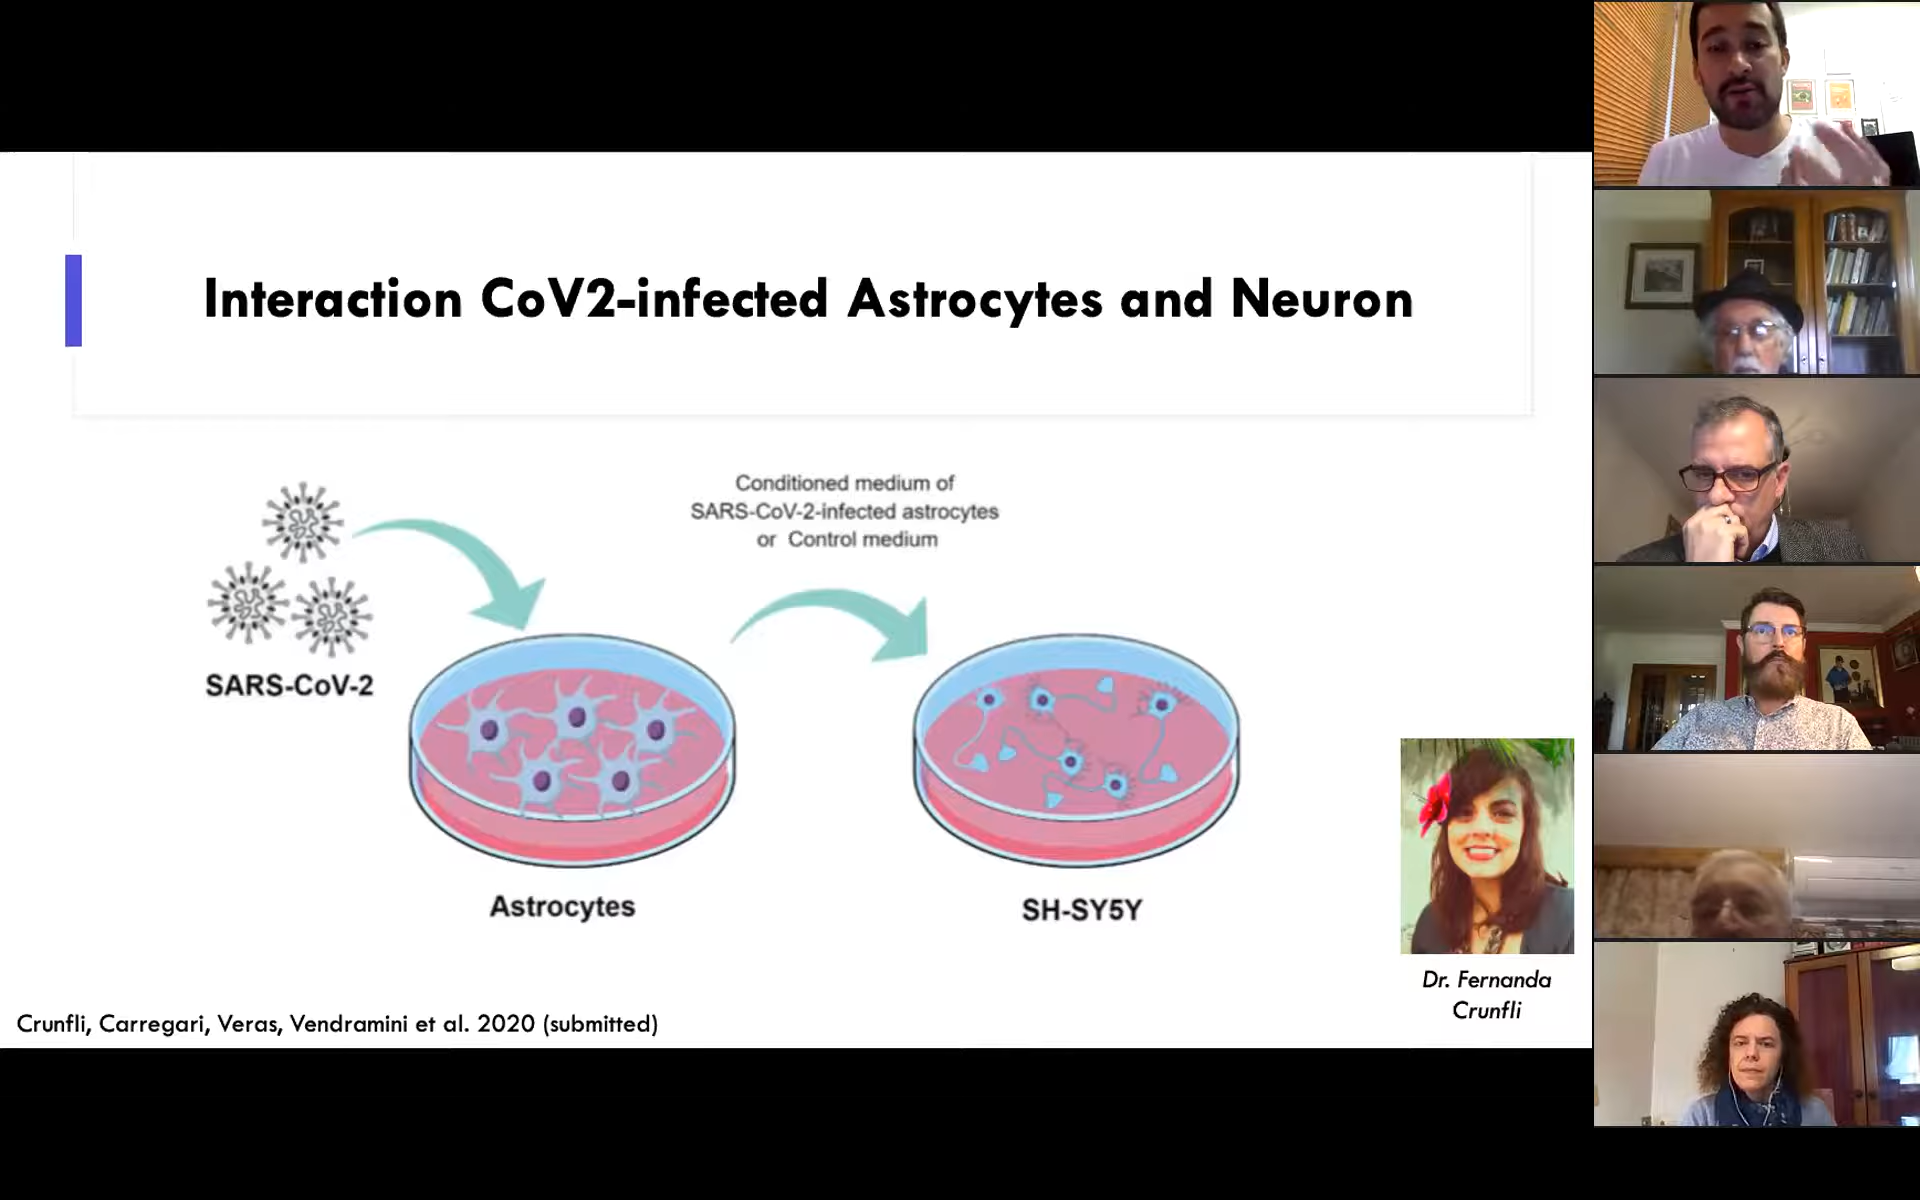 Interaction CoV2-infected Astrocytes and Neuron
Conditioned medium of
SARS-CoV-2-infected astrocytes
or Control medium
SARS-CoV-2
Astrocytes
SH-SY5Y
Dr. Fernanda
Crunfli
Crunfli, Carregari, Veras, Vendramini et al. 2020 (submitted)